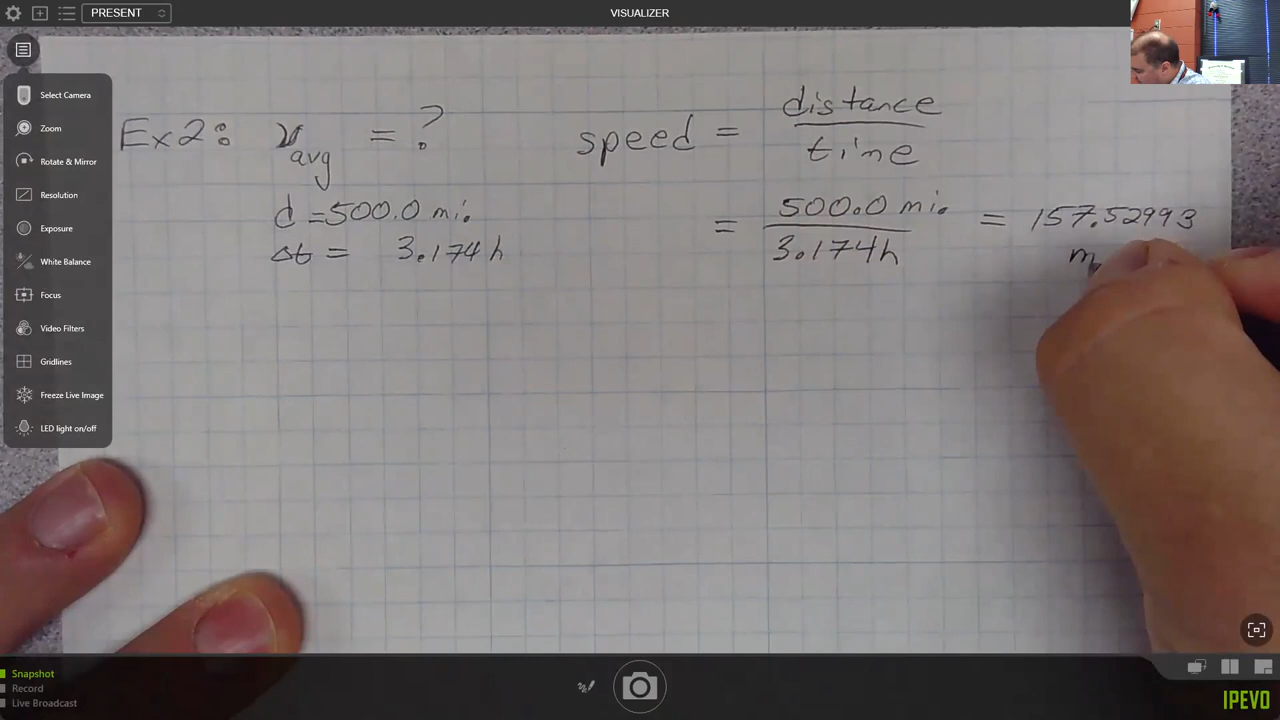 PRESENT
VISUALIZER
Select Camera
Zoom
Rotate & Mirror
Resolution
Exposure
White Balance
Focus
Video Filters
Gridlines
Freeze Live Image
LED light on/off
Ex2: v avg = ?
d = 500.0 mi.
Δt = 3.174 h
speed = distance / time
= 500.0 mi. / 3.174 h = 157.52993
m
Snapshot
Record
Live Broadcast
IPEVO